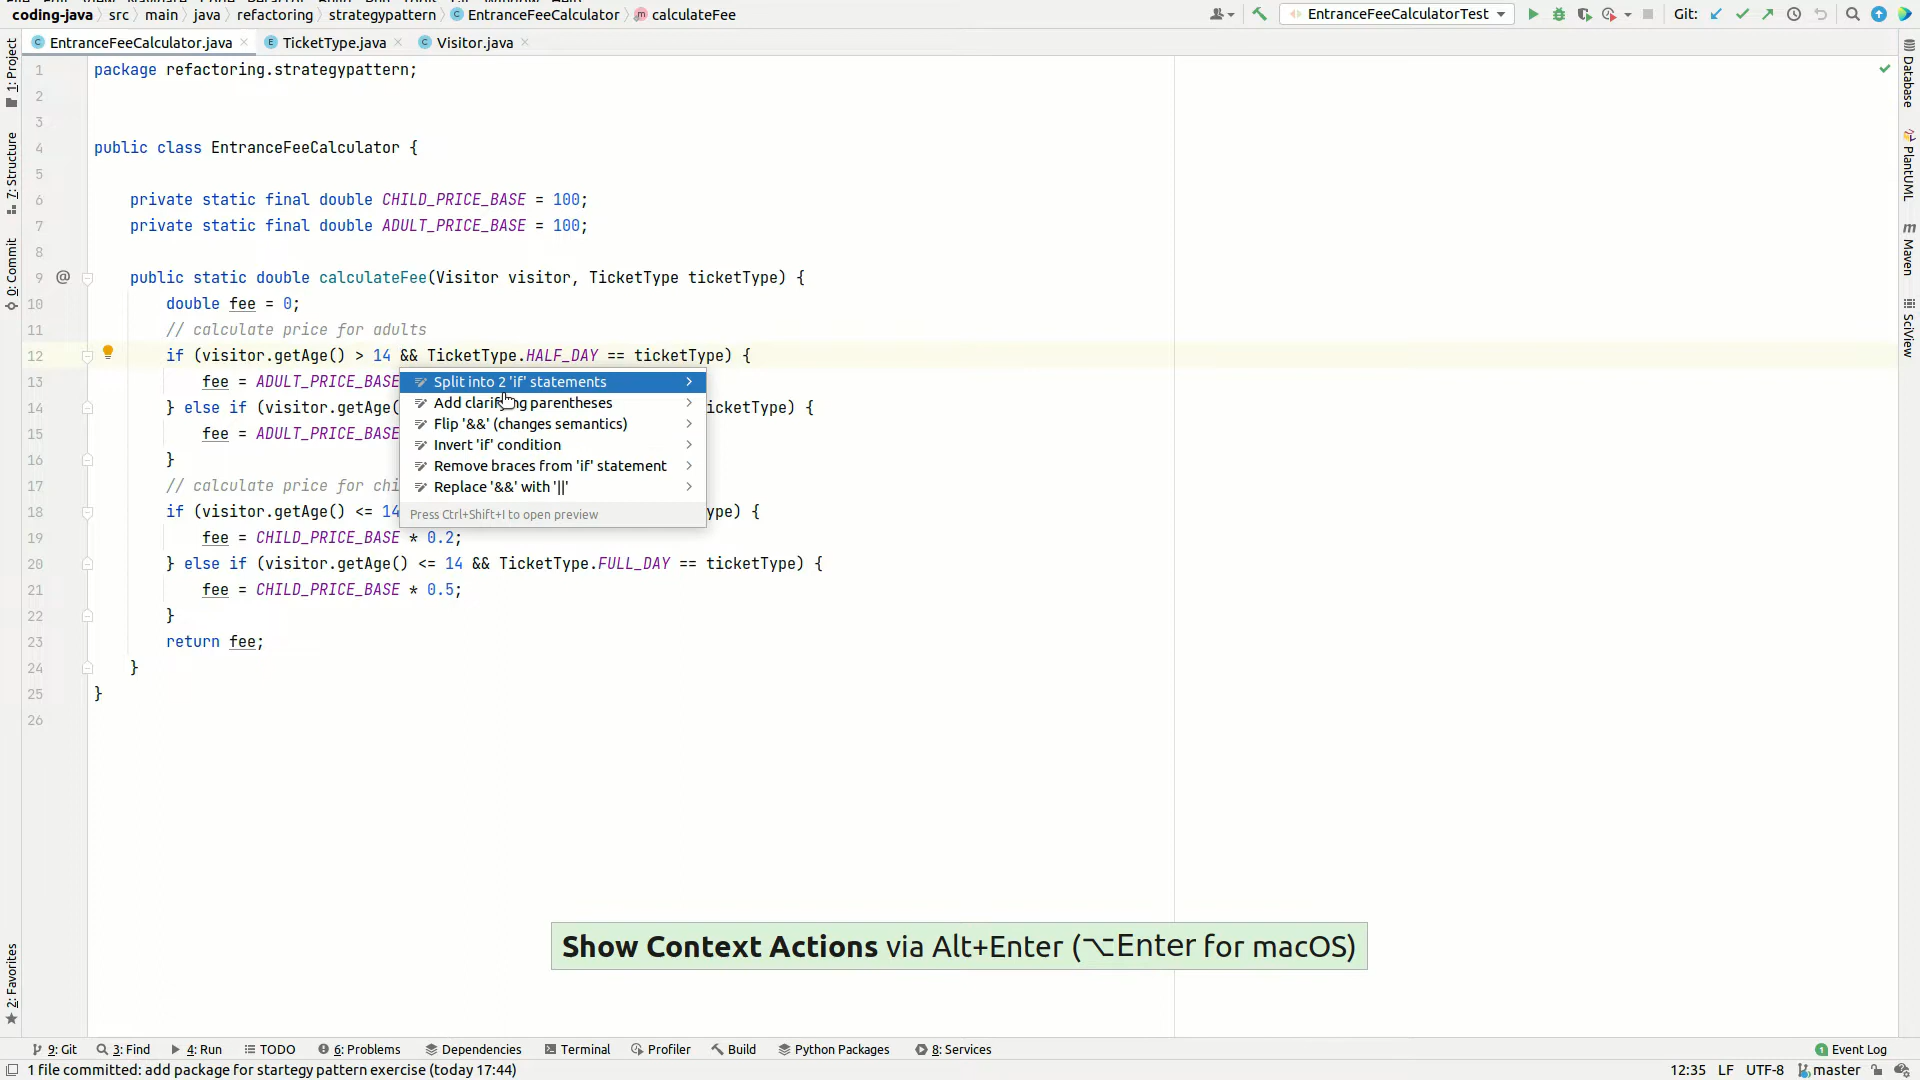 coding-java › src › main › java › refactoring › strategypattern › EntranceFeeCalculator › calculateFee
EntranceFeeCalculatorTest
Git:
EntranceFeeCalculator.java
TicketType.java
Visitor.java
1: Project
7: Structure
0: Commit
2: Favorites
Database
PlantUML
Maven
SciView
1 package refactoring.strategypattern;
2
3
4 public class EntranceFeeCalculator {
5
6 private static final double CHILD_PRICE_BASE = 100;
7 private static final double ADULT_PRICE_BASE = 100;
8
9 public static double calculateFee(Visitor visitor, TicketType ticketType) {
10 double fee = 0;
11 // calculate price for adults
12 if (visitor.getAge() > 14 && TicketType.HALF_DAY == ticketType) {
13 fee = ADULT_PRICE_BASE
14 } else if (visitor.getAge( icketType) {
15 fee = ADULT_PRICE_BASE
16 }
17 // calculate price for chi
18 if (visitor.getAge() <= 14 ype) {
19 fee = CHILD_PRICE_BASE * 0.2;
20 } else if (visitor.getAge() <= 14 && TicketType.FULL_DAY == ticketType) {
21 fee = CHILD_PRICE_BASE * 0.5;
22 }
23 return fee;
24 }
25 }
26
Split into 2 'if' statements
Add clarifying parentheses
Flip '&&' (changes semantics)
Invert 'if' condition
Remove braces from 'if' statement
Replace '&&' with '||'
Press Ctrl+Shift+I to open preview
Show Context Actions via Alt+Enter (⌥Enter for macOS)
9: Git 3: Find 4: Run TODO 6: Problems Dependencies Terminal Profiler Build Python Packages 8: Services 1 Event Log
1 file committed: add package for startegy pattern exercise (today 17:44) 12:35 LF UTF-8 master